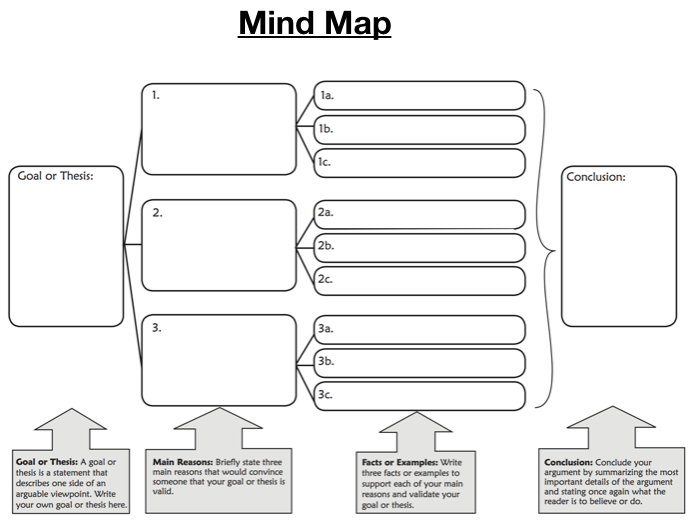 Mind Map
1.
1a.
1b.
1c.
Goal or Thesis:
2.
2a.
2b.
2c.
3.
3a.
3b.
3c.
Conclusion:
Goal or Thesis: A goal or
thesis is a statement that
describes one side of an
arguable viewpoint. Write
your own goal or thesis here.
Main Reasons: Briefly state three
main reasons that would convince
someone that your goal or thesis is
valid.
Facts or Examples: Write
three facts or examples to
support each of your main
reasons and validate your
goal or thesis.
Conclusion: Conclude your
argument by summarizing the most
important details of the argument
and stating once again what the
reader is to believe or do.